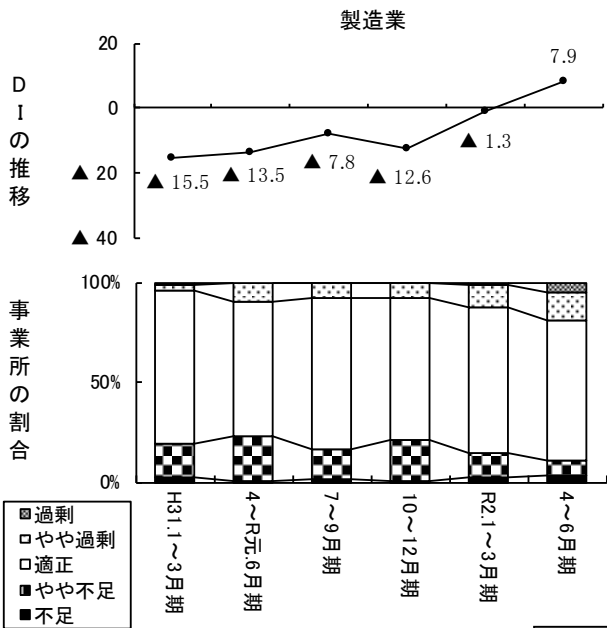 製造業
DIの推移
20
0
▲ 20
▲ 40
▲ 15.5
▲ 13.5
▲ 7.8
▲ 12.6
▲ 1.3
7.9
事業所の割合
100%
50%
0%
H31.1～3月期
4～R元.6月期
7～9月期
10～12月期
R2.1～3月期
4～6月期
過剰
やや過剰
適正
やや不足
不足